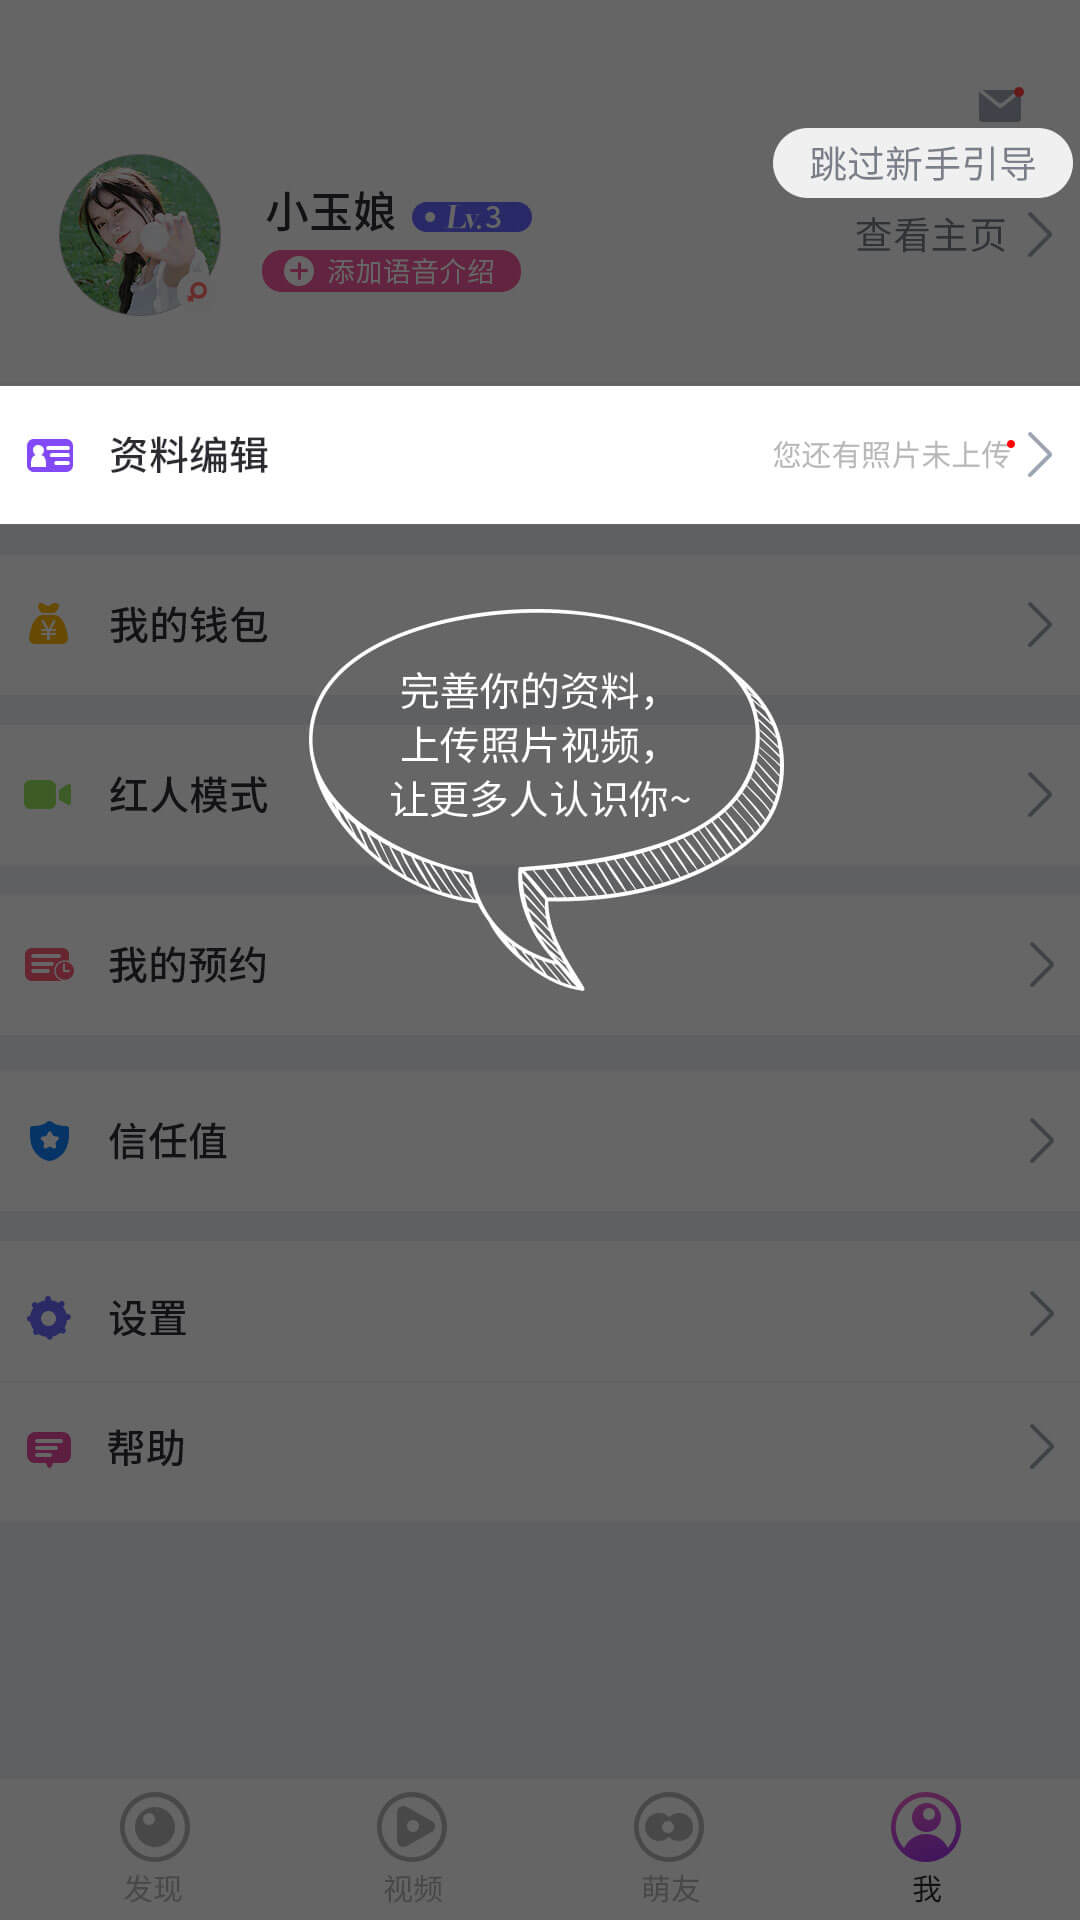 跳过新手引导
小玉娘
Lv.3
查看主页
添加语音介绍
资料编辑
您还有照片未上传
我的钱包
完善你的资料，
上传照片视频，
让更多人认识你~
红人模式
我的预约
信任值
设置
帮助
发现
视频
萌友
我